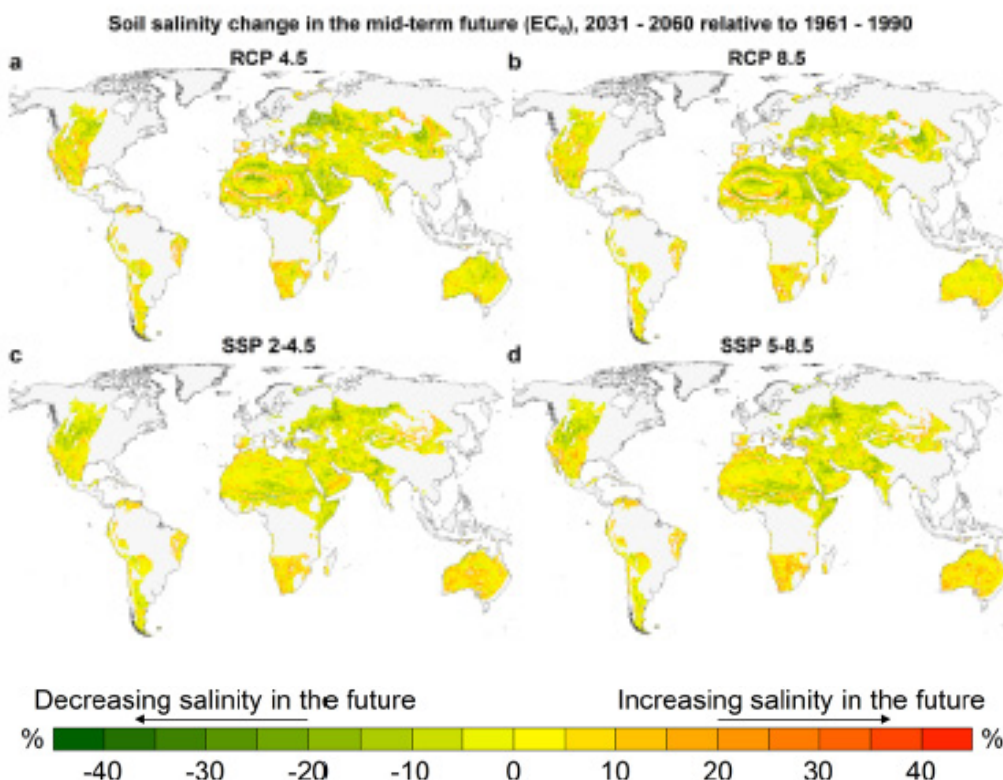 Soil salinity change in the mid-term future (ECe), 2031 - 2060 relative to 1961 - 1990
a RCP 4.5
b RCP 8.5
c SSP 2-4.5
d SSP 5-8.5
Decreasing salinity in the future
Increasing salinity in the future
% %
-40 -30 -20 -10 0 10 20 30 40